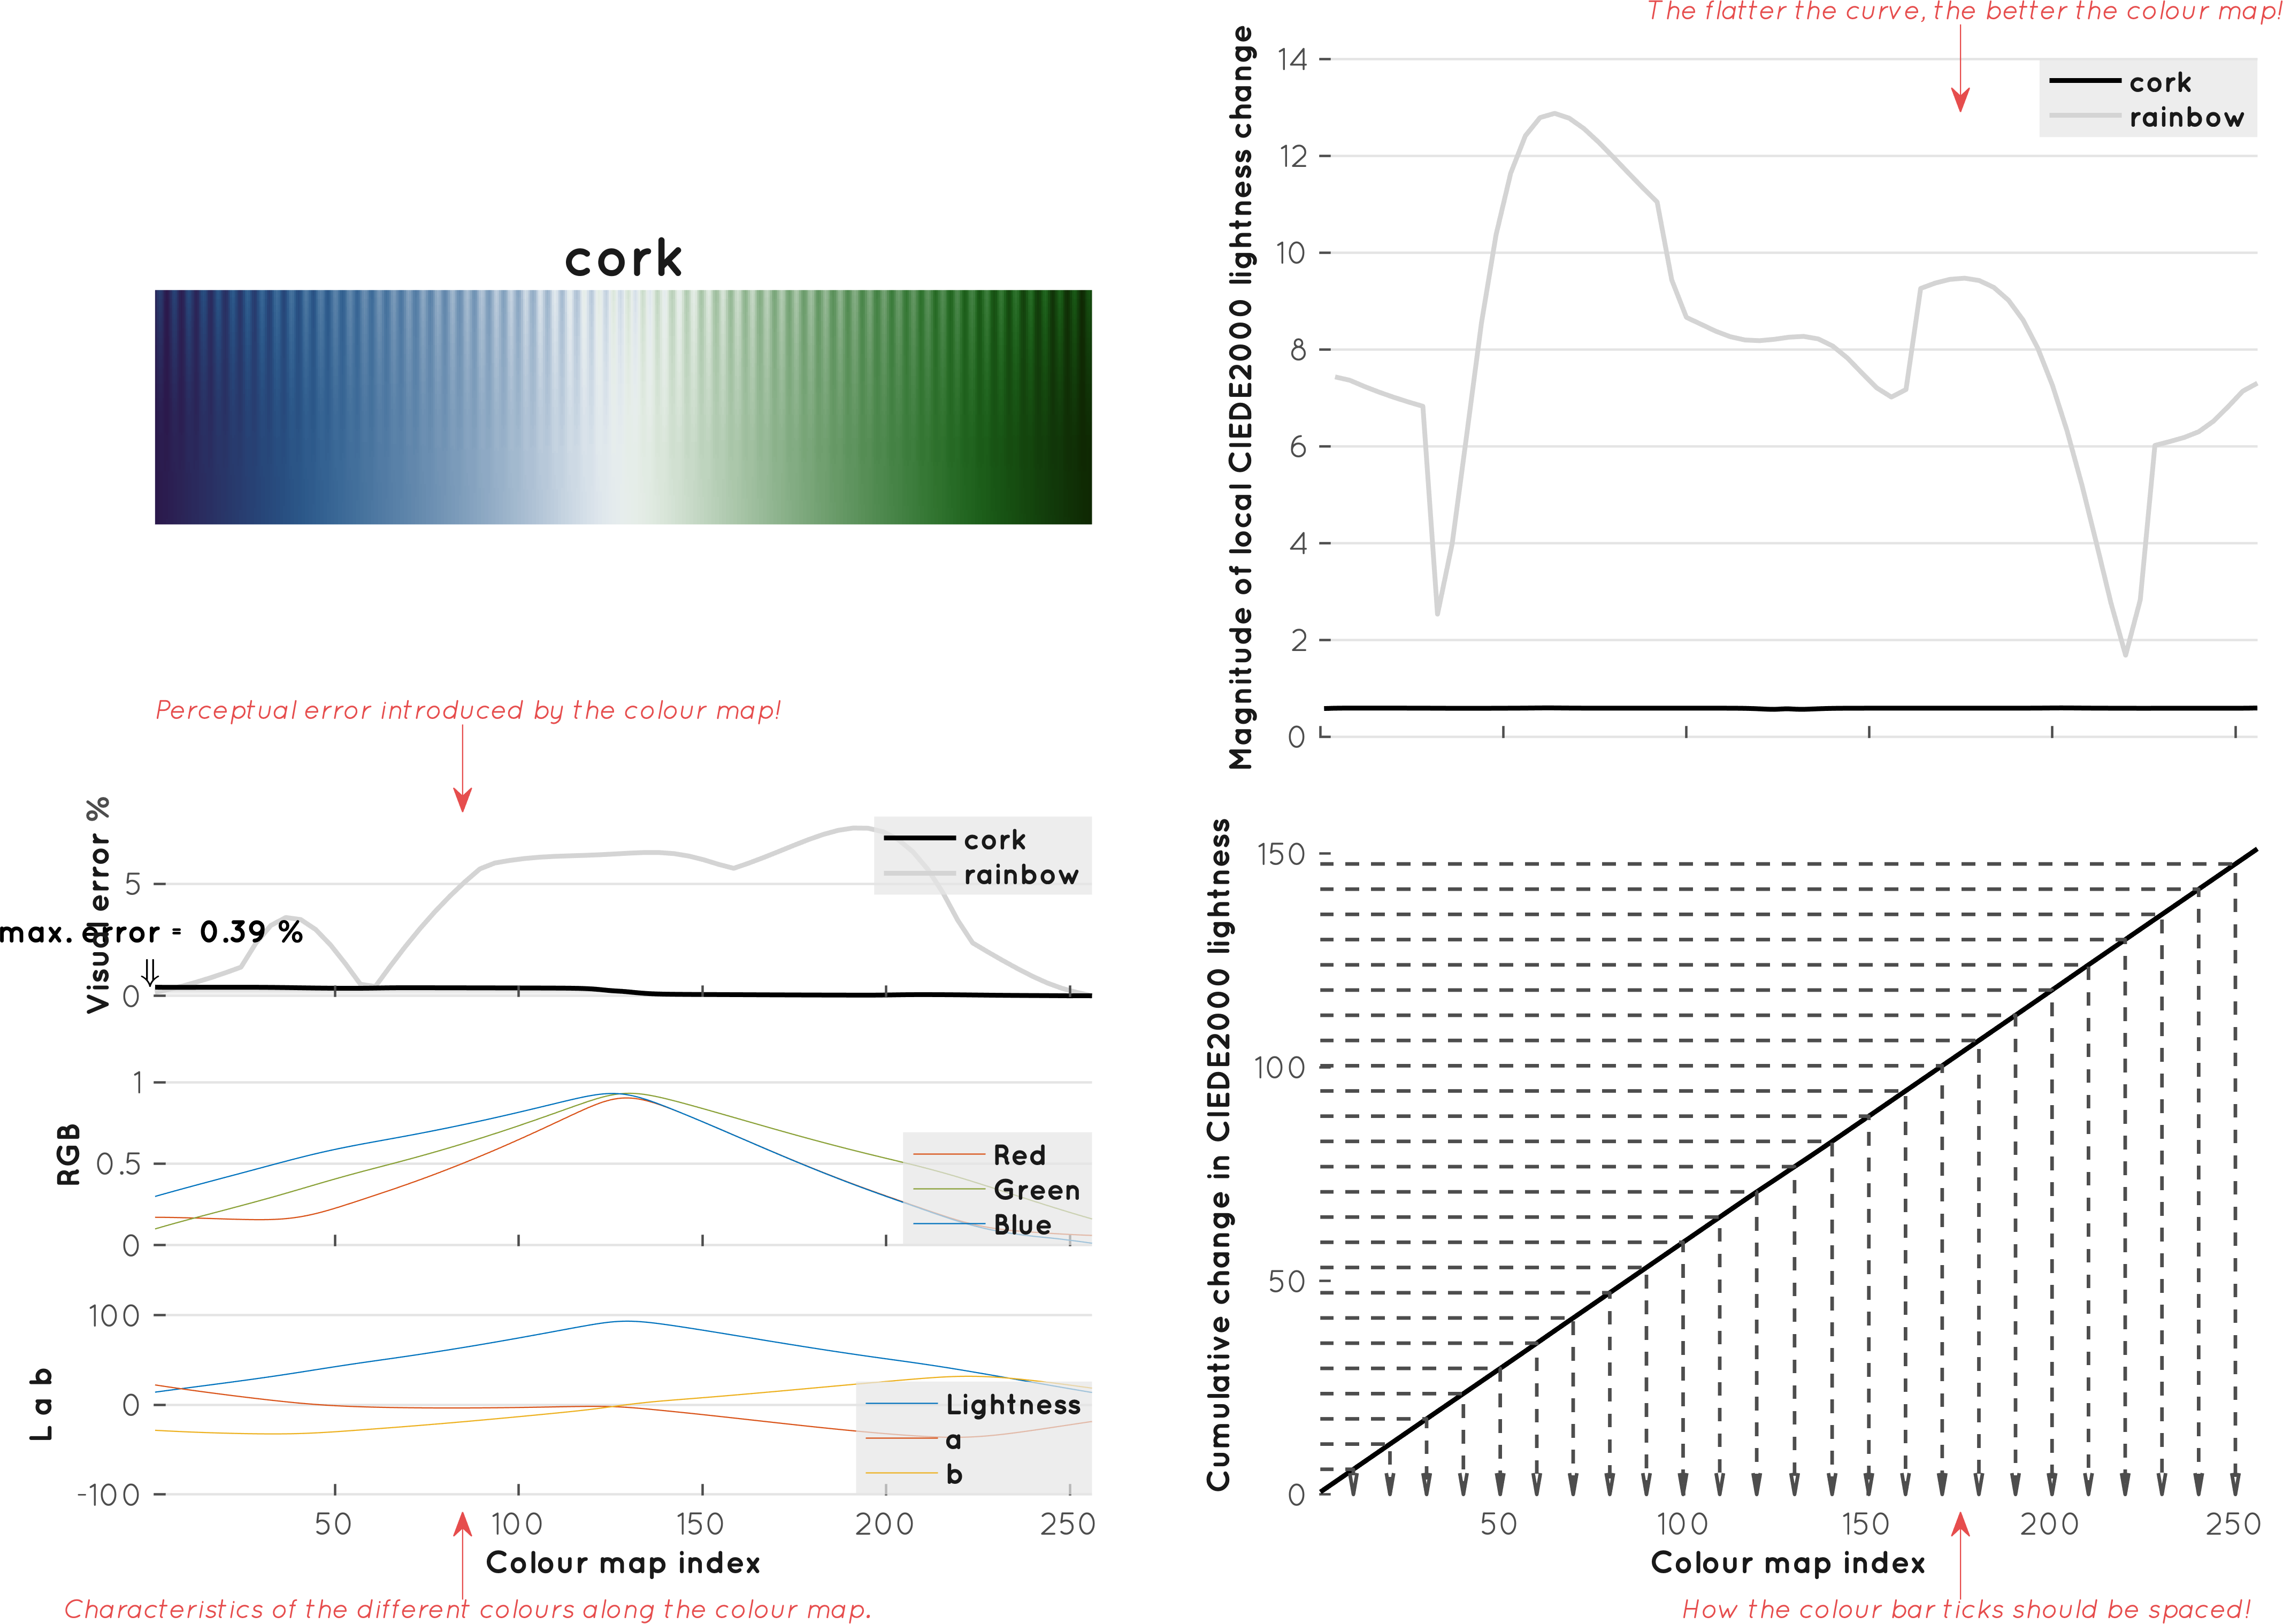 The flatter the curve, the better the colour map!
cork
Magnitude of local CIEDE2000 lightness change
14
12
10
8
6
4
2
0
cork
rainbow
Perceptual error introduced by the colour map!
Visual error %
5
0
max. error = 0.39 %
⇓
cork
rainbow
RGB
1
0.5
0
Red
Green
Blue
L a b
100
0
-100
Lightness
a
b
50 100 150 200 250
Colour map index
Characteristics of the different colours along the colour map.
Cumulative change in CIEDE2000 lightness
150
100
50
0
50 100 150 200 250
Colour map index
How the colour bar ticks should be spaced!